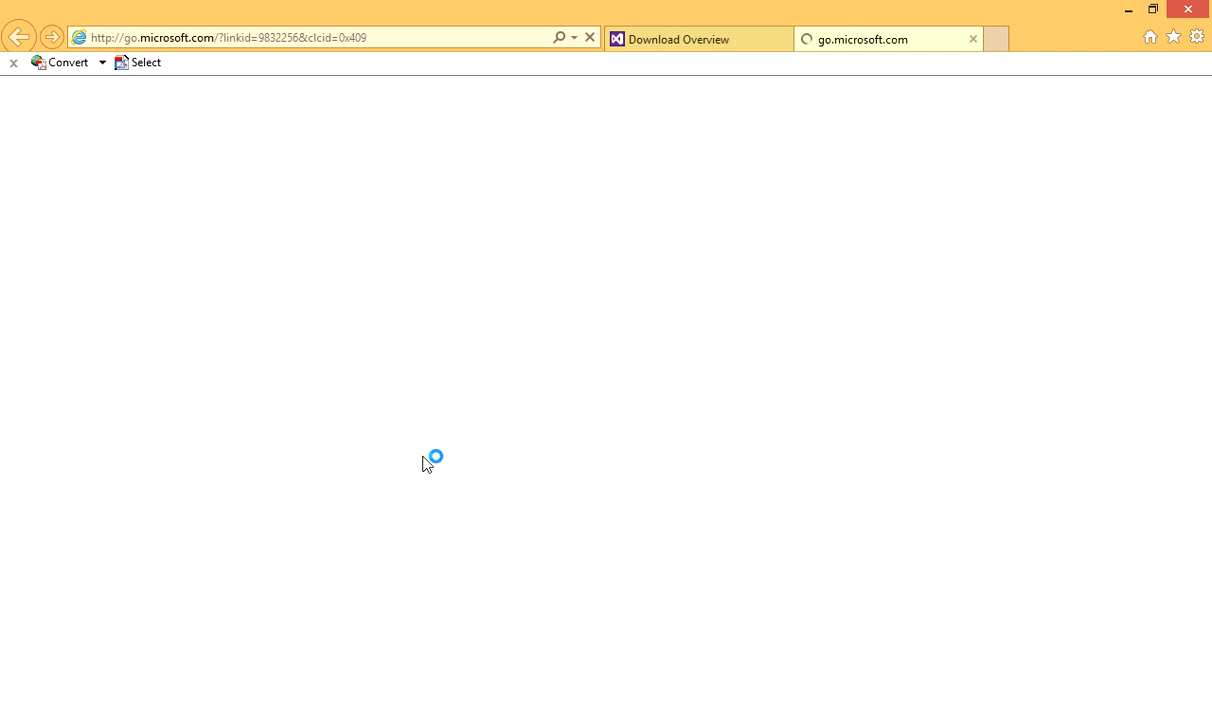 http://go.microsoft.com/?linkid=9832256&clcid=0x409
Download Overview
go.microsoft.com
Convert
Select